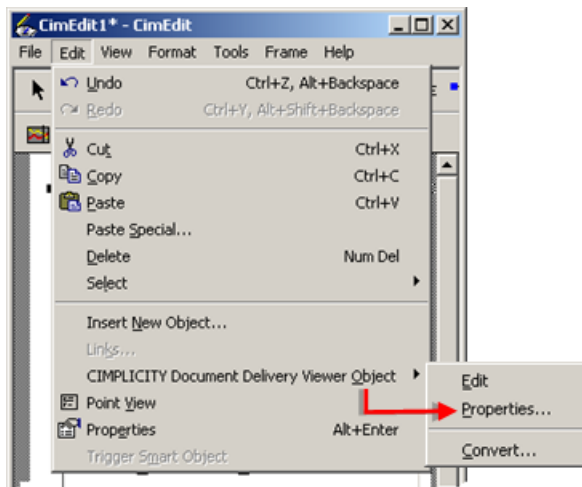 CimEdit1* - CimEdit
File Edit View Format Tools Frame Help
Undo Ctrl+Z, Alt+Backspace
Redo Ctrl+Y, Alt+Shift+Backspace
Cut Ctrl+X
Copy Ctrl+C
Paste Ctrl+V
Paste Special...
Delete Num Del
Select
Insert New Object...
Links...
CIMPLICITY Document Delivery Viewer Object
Edit
Point View
Properties...
Properties Alt+Enter
Convert...
Trigger Smart Object